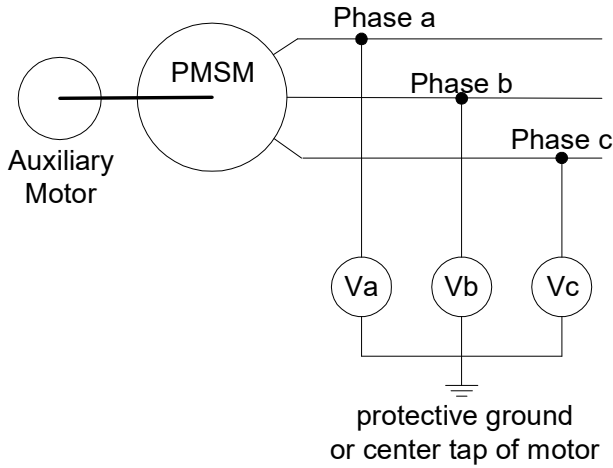 Phase a
PMSM
Phase b
Phase c
Auxiliary
Motor
Va
Vb
Vc
protective ground
or center tap of motor